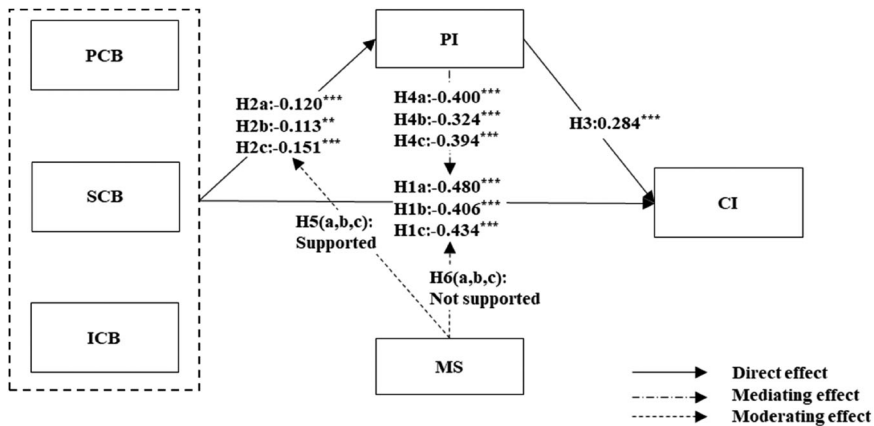 PCB
PI
H2a:-0.120***
H2b:-0.113**
H2c:-0.151***
H4a:-0.400***
H4b:-0.324***
H4c:-0.394***
H3:0.284***
SCB
H1a:-0.480***
H1b:-0.406***
H1c:-0.434***
CI
H5(a,b,c):
Supported
H6(a,b,c):
Not supported
ICB
MS
Direct effect
Mediating effect
Moderating effect